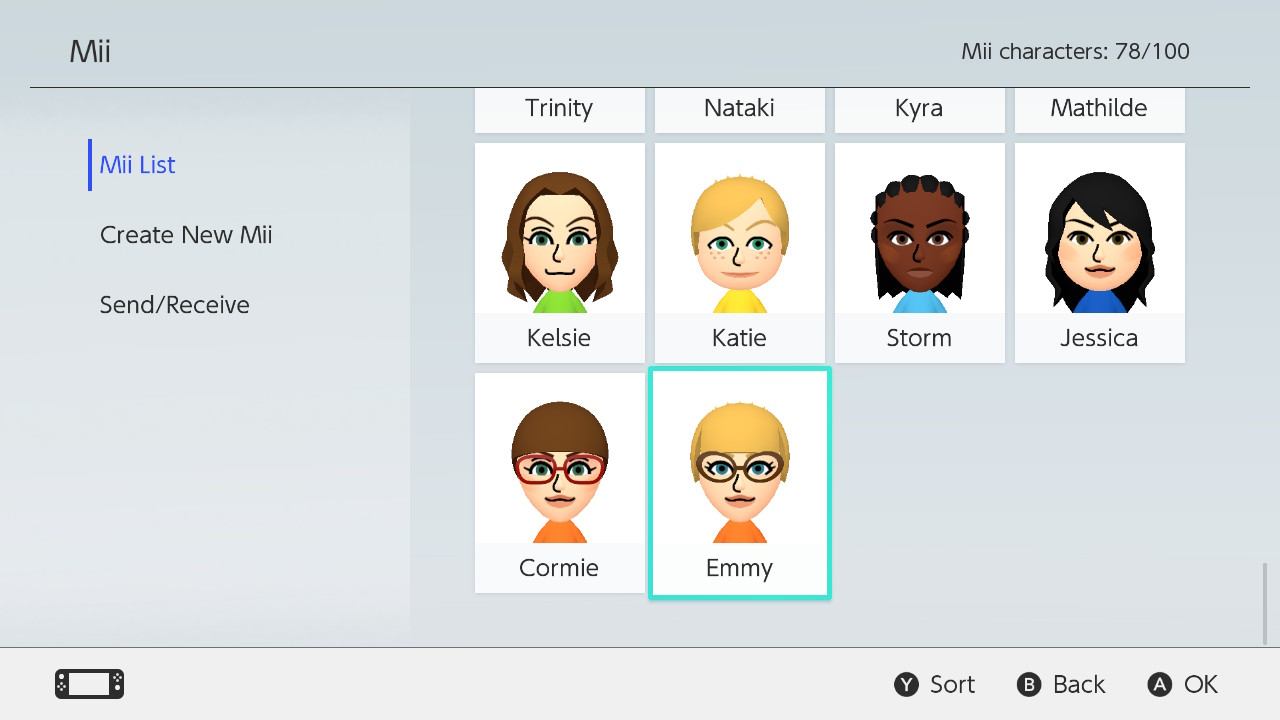 Mii
Mii characters: 78/100
Mii List
Create New Mii
Send/Receive
Trinity Nataki Kyra Mathilde
Kelsie Katie Storm Jessica
Cormie Emmy
Y Sort B Back A OK